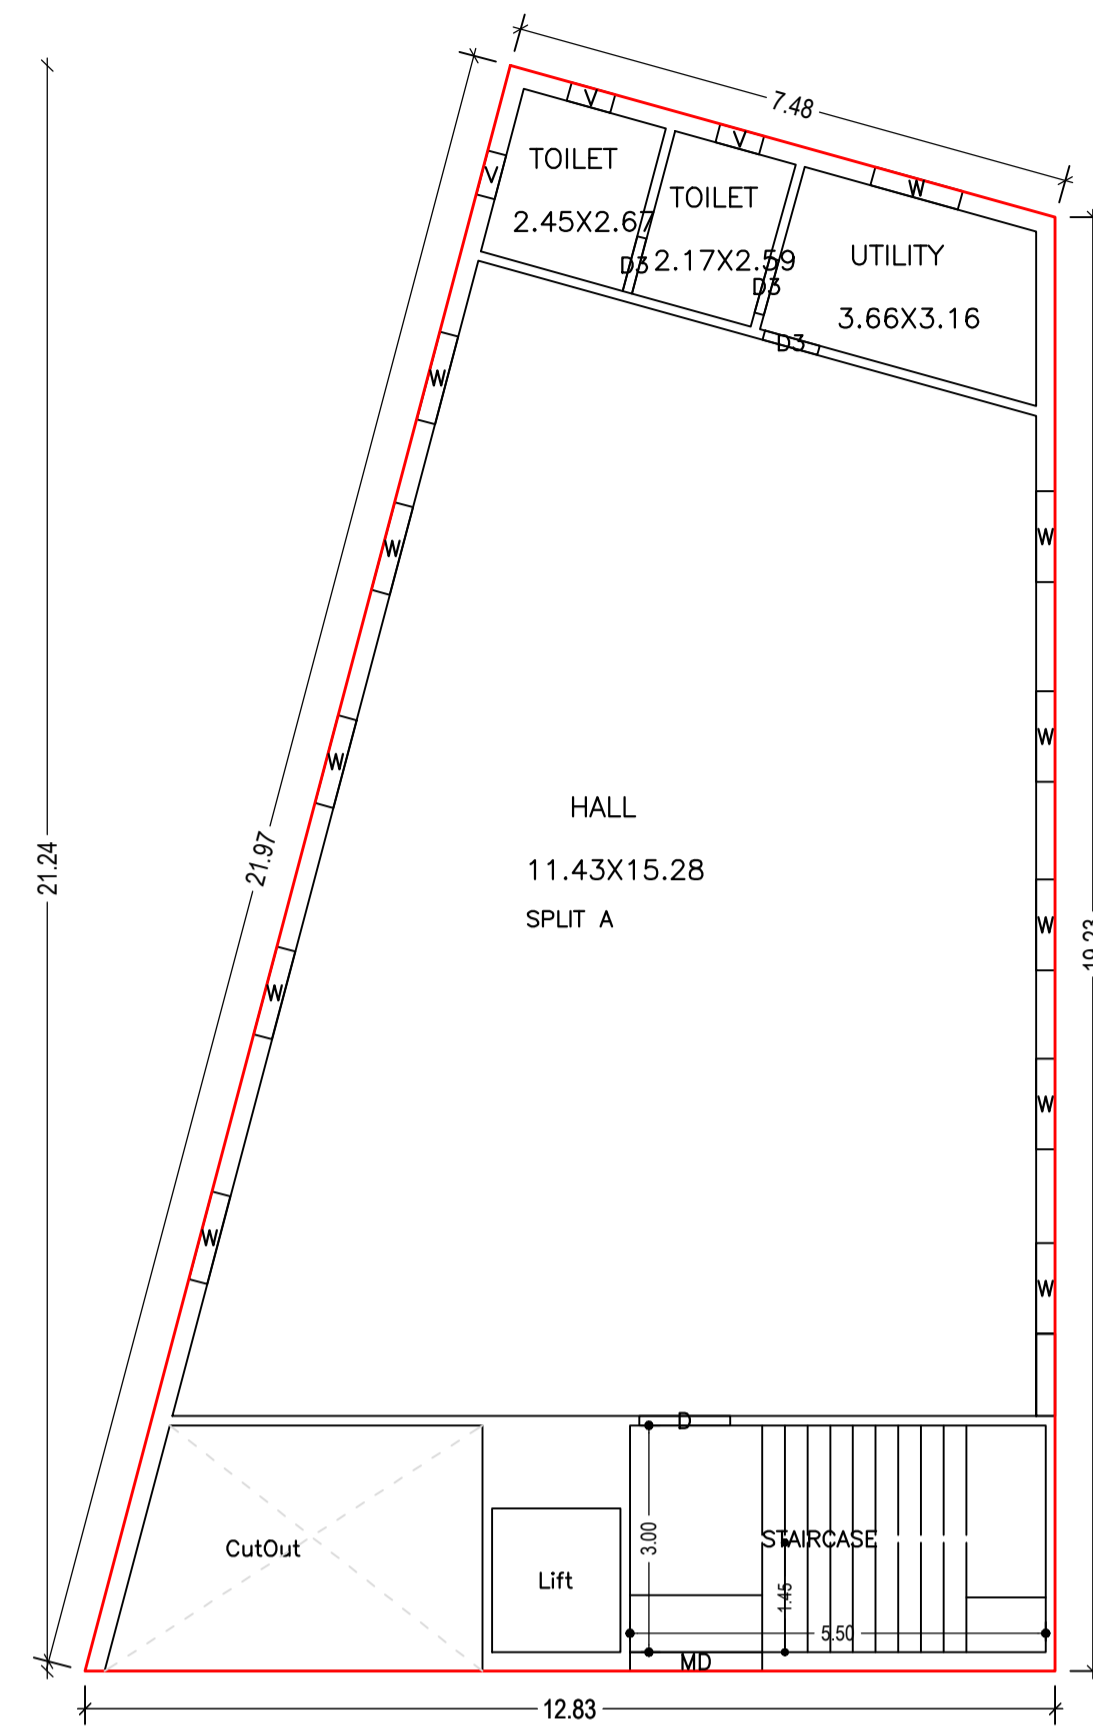 7.48
V
V
V
W
TOILET
2.45X2.67
TOILET
2.17X2.59
UTILITY
3.66X3.16
D3
D3
D3
W
W
W
W
W
W
W
W
W
W
21.24
21.97
19.23
HALL
11.43X15.28
SPLIT A
D
CutOut
Lift
3.00
STAIRCASE
1.45
5.50
MD
12.83